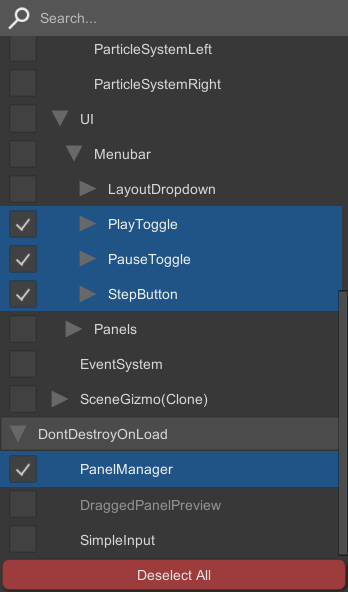 Search...
ParticleSystemLeft
ParticleSystemRight
UI
Menubar
LayoutDropdown
PlayToggle
PauseToggle
StepButton
Panels
EventSystem
SceneGizmo(Clone)
DontDestroyOnLoad
PanelManager
DraggedPanelPreview
SimpleInput
Deselect All